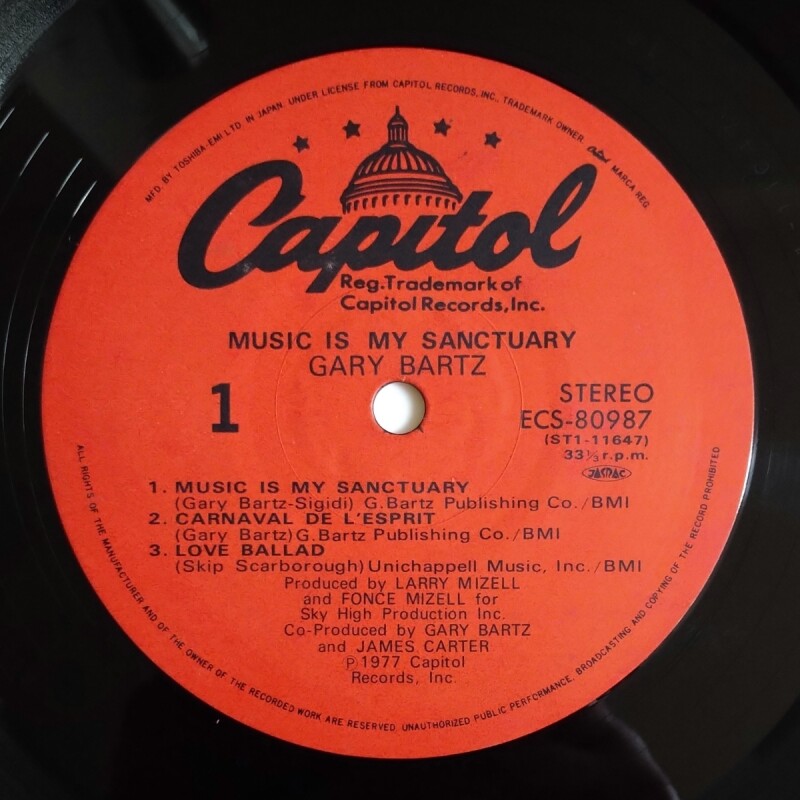 MFD. BY TOSHIBA-EMI LTD. IN JAPAN. UNDER LICENSE FROM CAPITOL RECORDS, INC., TRADEMARK OWNER. Capitol MARCA REG.
Capitol
Reg.Trademark of
Capitol Records,Inc.
MUSIC IS MY SANCTUARY
GARY BARTZ
1
STEREO
ECS-80987
(ST1-11647)
33⅓r.p.m.
JASRAC
1. MUSIC IS MY SANCTUARY
(Gary Bartz-Sigidi) G.Bartz Publishing Co./BMI
2. CARNAVAL DE L'ESPRIT
(Gary Bartz)G.Bartz Publishing Co./BMI
3. LOVE BALLAD
(Skip Scarborough)Unichappell Music, Inc./BMI
Produced by LARRY MIZELL
and FONCE MIZELL for
Sky High Production Inc.
Co-Produced by GARY BARTZ
and JAMES CARTER
℗1977 Capitol
Records, Inc.
ALL RIGHTS OF THE MANUFACTURER AND OF THE OWNER OF THE RECORDED WORK ARE RESERVED. UNAUTHORIZED PUBLIC PERFORMANCE, BROADCASTING AND COPYING OF THE RECORD PROHIBITED